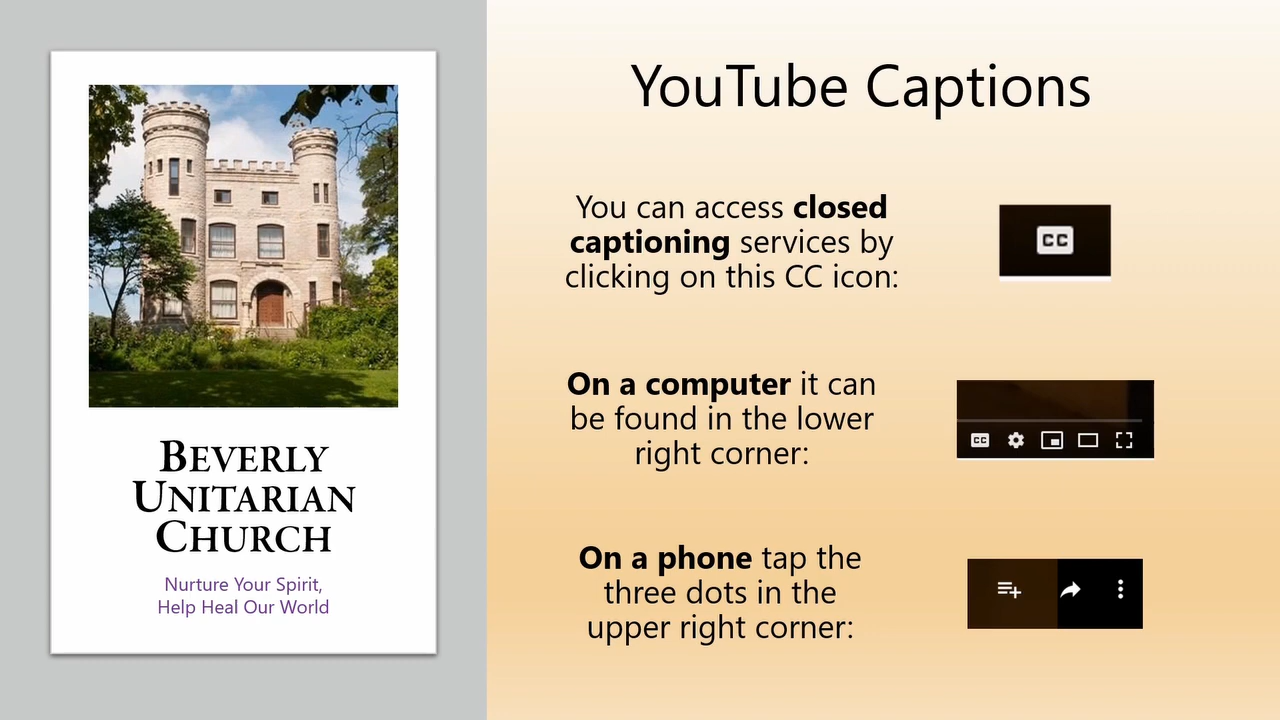 BEVERLY
UNITARIAN
CHURCH
Nurture Your Spirit,
Help Heal Our World
YouTube Captions
You can access closed
captioning services by
clicking on this CC icon:
CC
On a computer it can
be found in the lower
right corner:
CC
On a phone tap the
three dots in the
upper right corner: